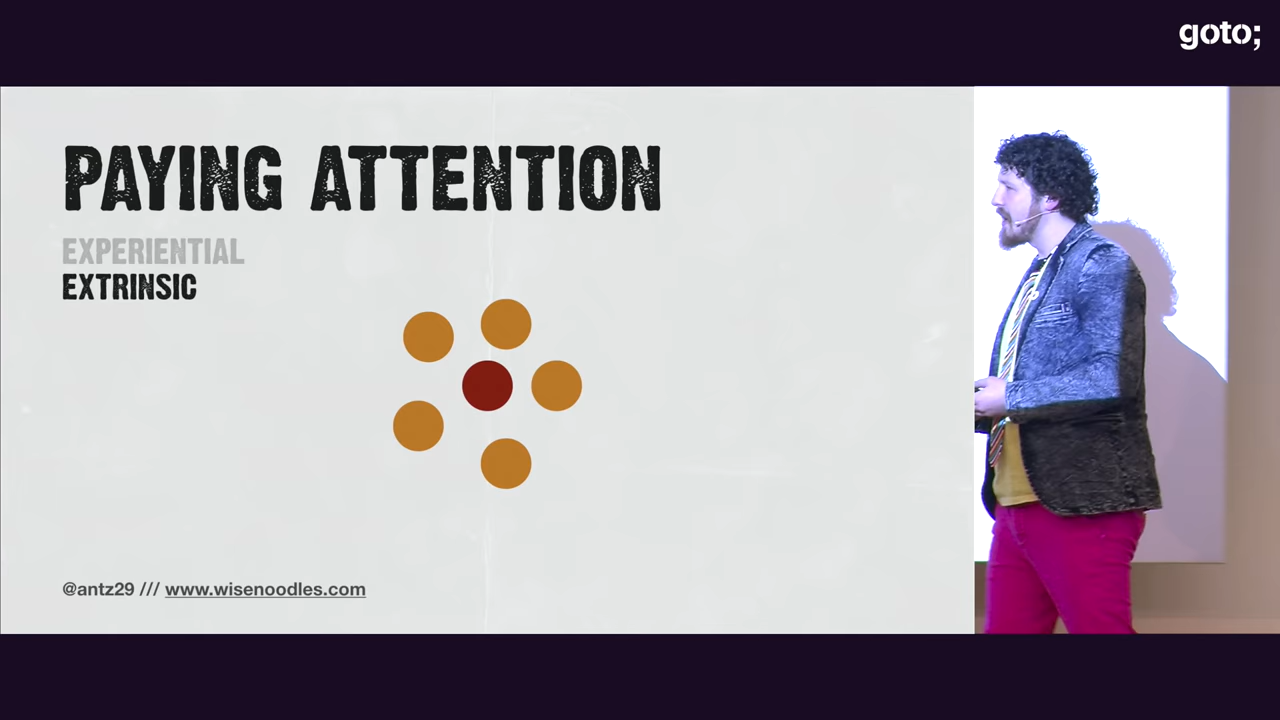 goto;
PAYING ATTENTION
EXPERIENTIAL
EXTRINSIC
@antz29 /// www.wisenoodles.com